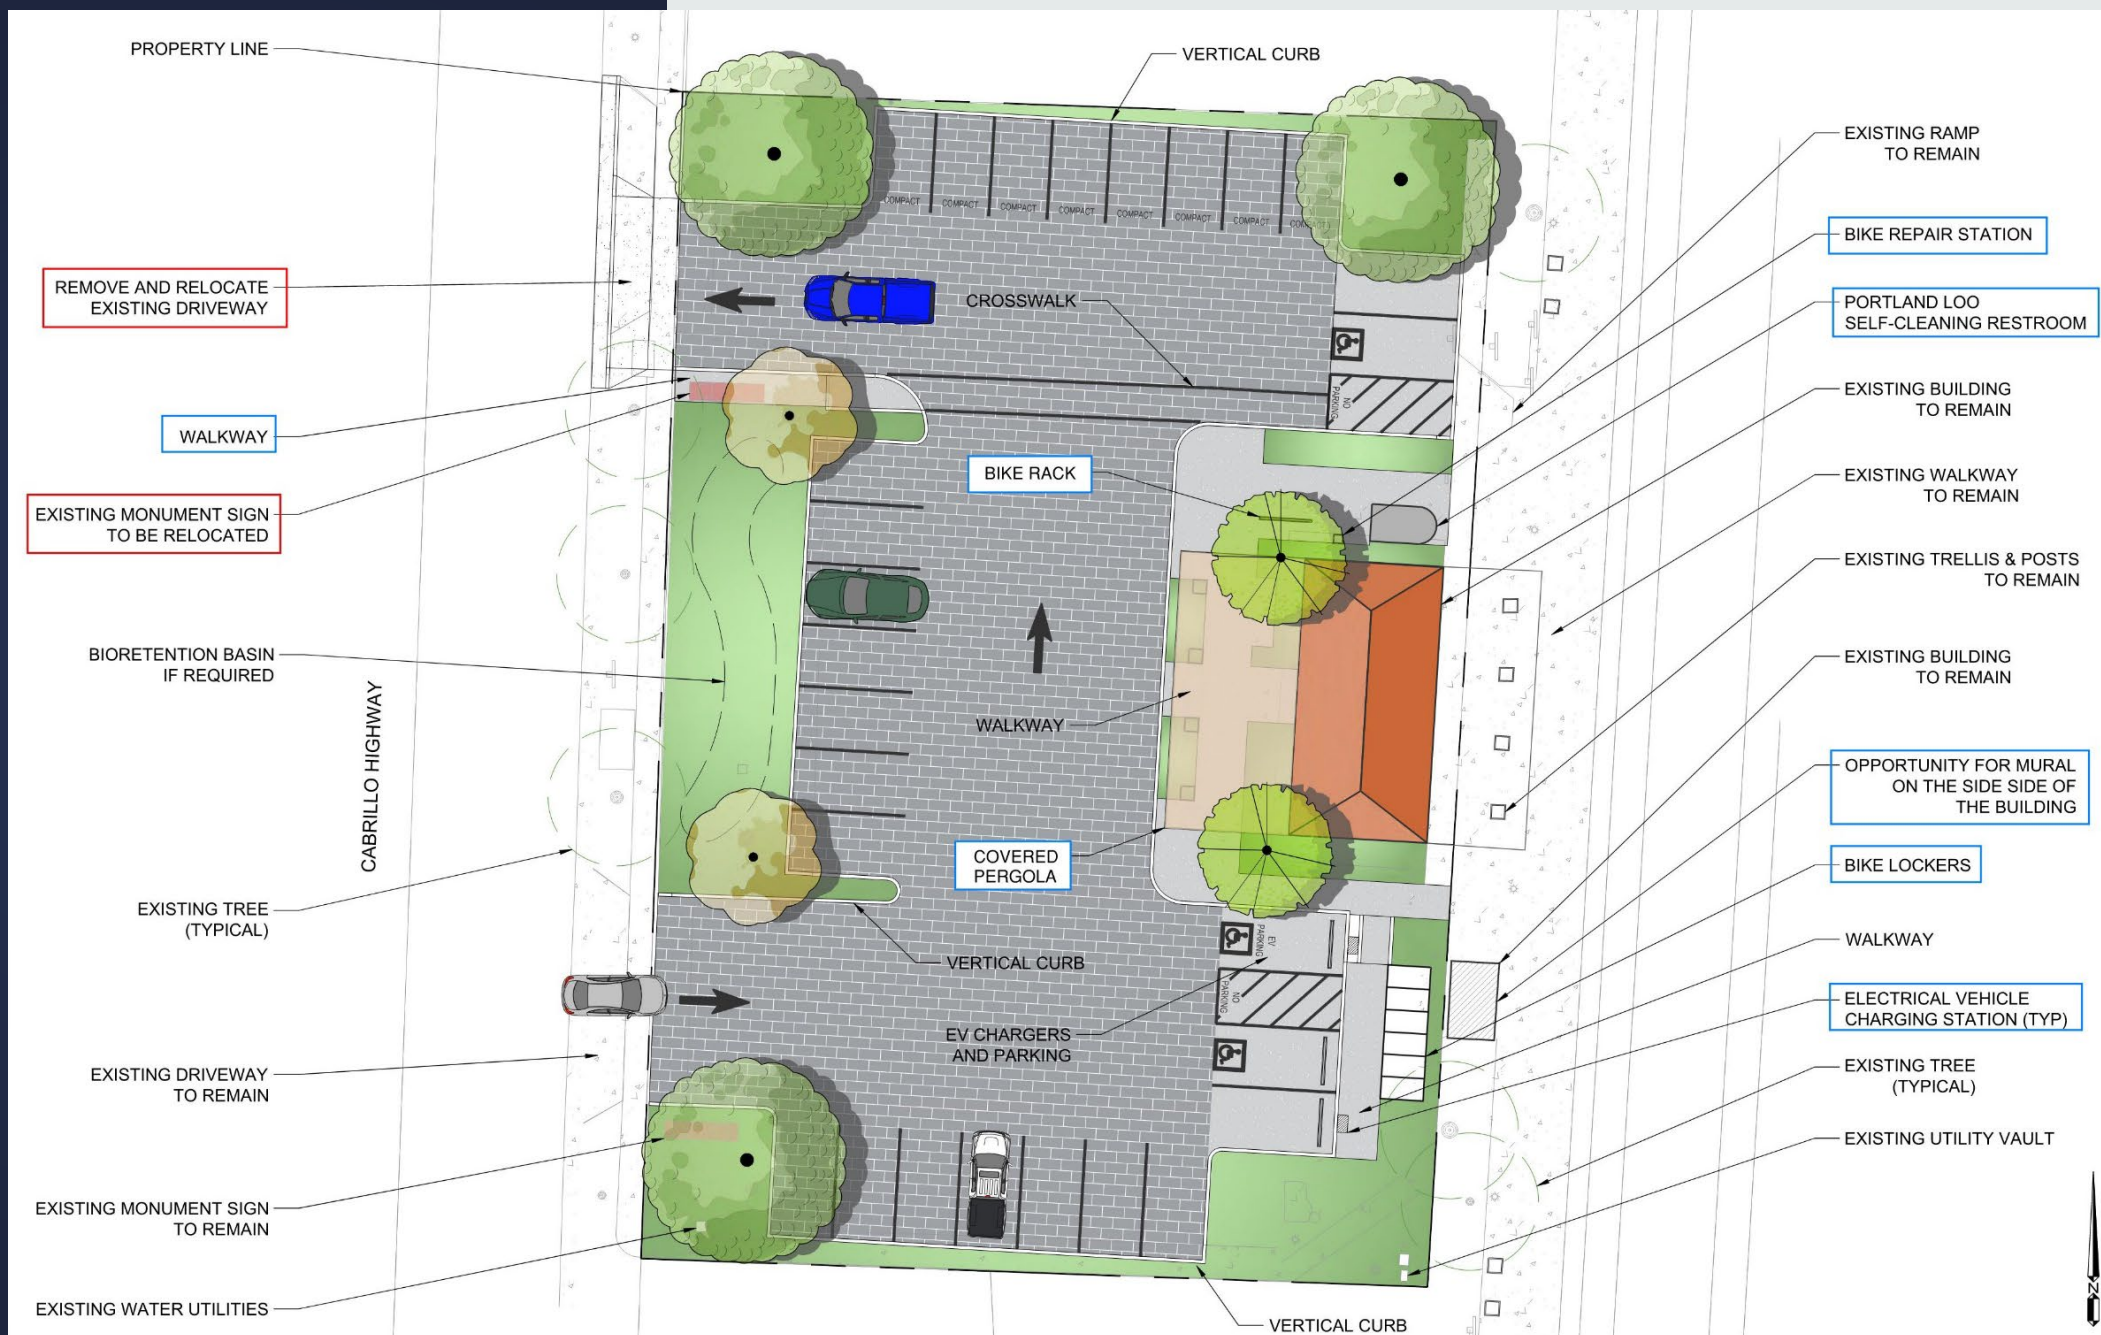 PROPERTY LINE
REMOVE AND RELOCATE
EXISTING DRIVEWAY
WALKWAY
EXISTING MONUMENT SIGN
TO BE RELOCATED
BIORETENTION BASIN
IF REQUIRED
CABRILLO HIGHWAY
EXISTING TREE
(TYPICAL)
EXISTING DRIVEWAY
TO REMAIN
EXISTING MONUMENT SIGN
TO REMAIN
EXISTING WATER UTILITIES
VERTICAL CURB
COMPACT
COMPACT
COMPACT
COMPACT
COMPACT
COMPACT
COMPACT
CROSSWALK
NO
PARKING
BIKE RACK
WALKWAY
COVERED
PERGOLA
VERTICAL CURB
EV
PARKING
NO
PARKING
EV CHARGERS
AND PARKING
VERTICAL CURB
EXISTING RAMP
TO REMAIN
BIKE REPAIR STATION
PORTLAND LOO
SELF-CLEANING RESTROOM
EXISTING BUILDING
TO REMAIN
EXISTING WALKWAY
TO REMAIN
EXISTING TRELLIS & POSTS
TO REMAIN
EXISTING BUILDING
TO REMAIN
OPPORTUNITY FOR MURAL
ON THE SIDE SIDE OF
THE BUILDING
BIKE LOCKERS
WALKWAY
ELECTRICAL VEHICLE
CHARGING STATION (TYP)
EXISTING TREE
(TYPICAL)
EXISTING UTILITY VAULT
N